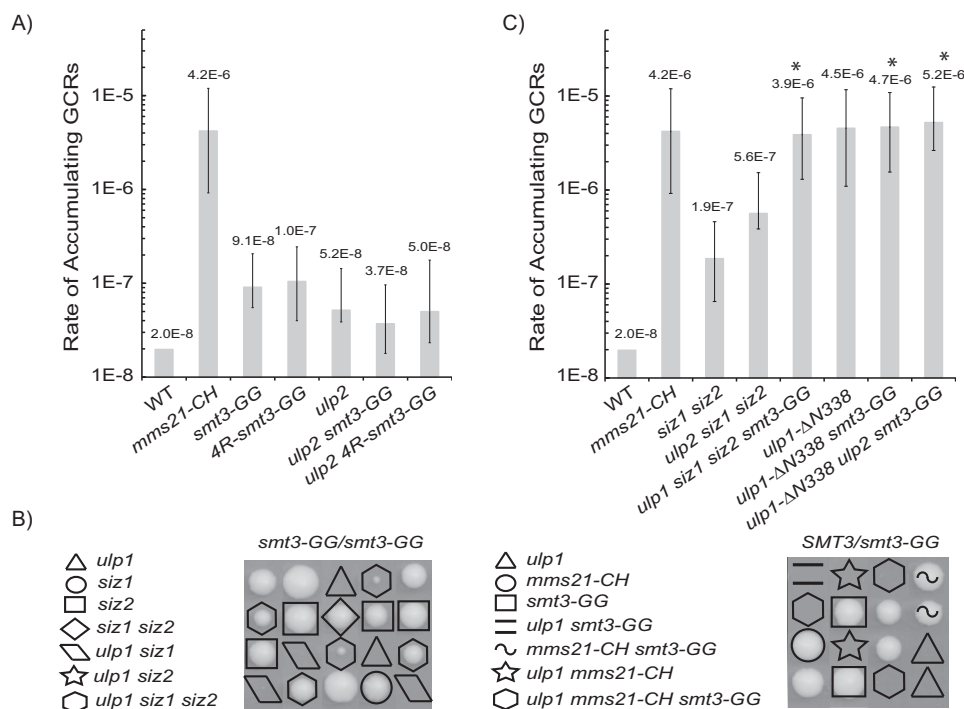 A)
Rate of Accumulating GCRs
1E-5
1E-6
1E-7
1E-8
2.0E-8
4.2E-6
9.1E-8
1.0E-7
5.2E-8
3.7E-8
5.0E-8
WT
mms21-CH
smt3-GG
4R-smt3-GG
ulp2
ulp2 smt3-GG
ulp2 4R-smt3-GG
C)
Rate of Accumulating GCRs
1E-5
1E-6
1E-7
1E-8
2.0E-8
4.2E-6
1.9E-7
5.6E-7
*
3.9E-6
4.5E-6
*
4.7E-6
*
5.2E-6
WT
mms21-CH
siz1 siz2
ulp2 siz1 siz2
ulp1 siz1 siz2 smt3-GG
ulp1-ΔN338
ulp1-ΔN338 smt3-GG
ulp1-ΔN338 ulp2 smt3-GG
B)
ulp1
siz1
siz2
siz1 siz2
ulp1 siz1
ulp1 siz2
ulp1 siz1 siz2
smt3-GG/smt3-GG
ulp1
mms21-CH
smt3-GG
ulp1 smt3-GG
mms21-CH smt3-GG
ulp1 mms21-CH
ulp1 mms21-CH smt3-GG
SMT3/smt3-GG